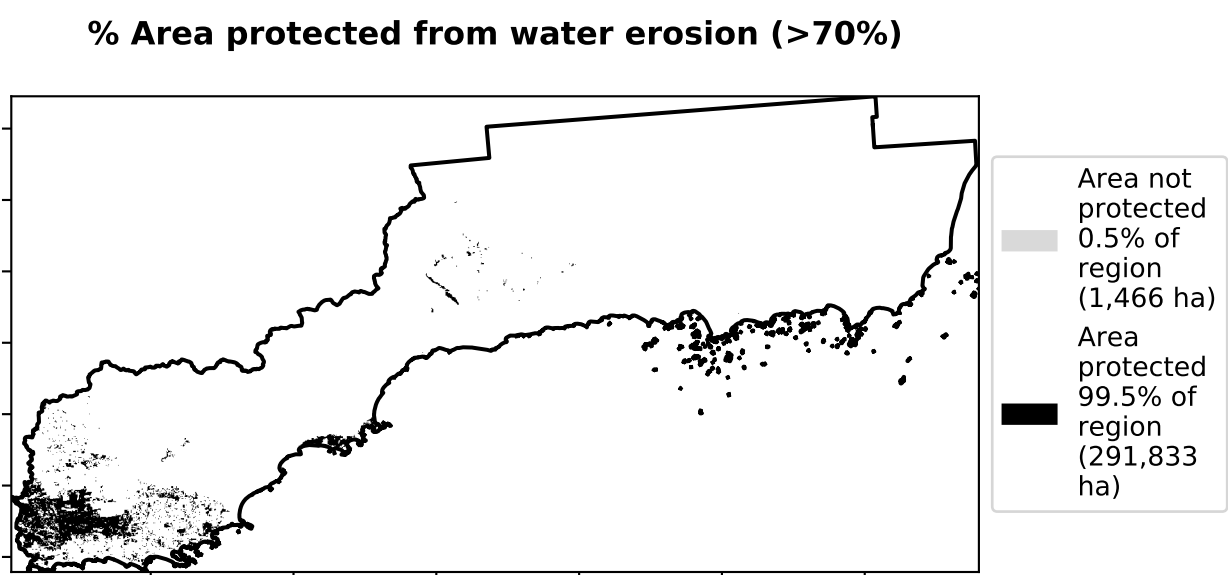 % Area protected from water erosion (>70%)
Area not
protected
0.5% of
region
(1,466 ha)
Area
protected
99.5% of
region
(291,833
ha)